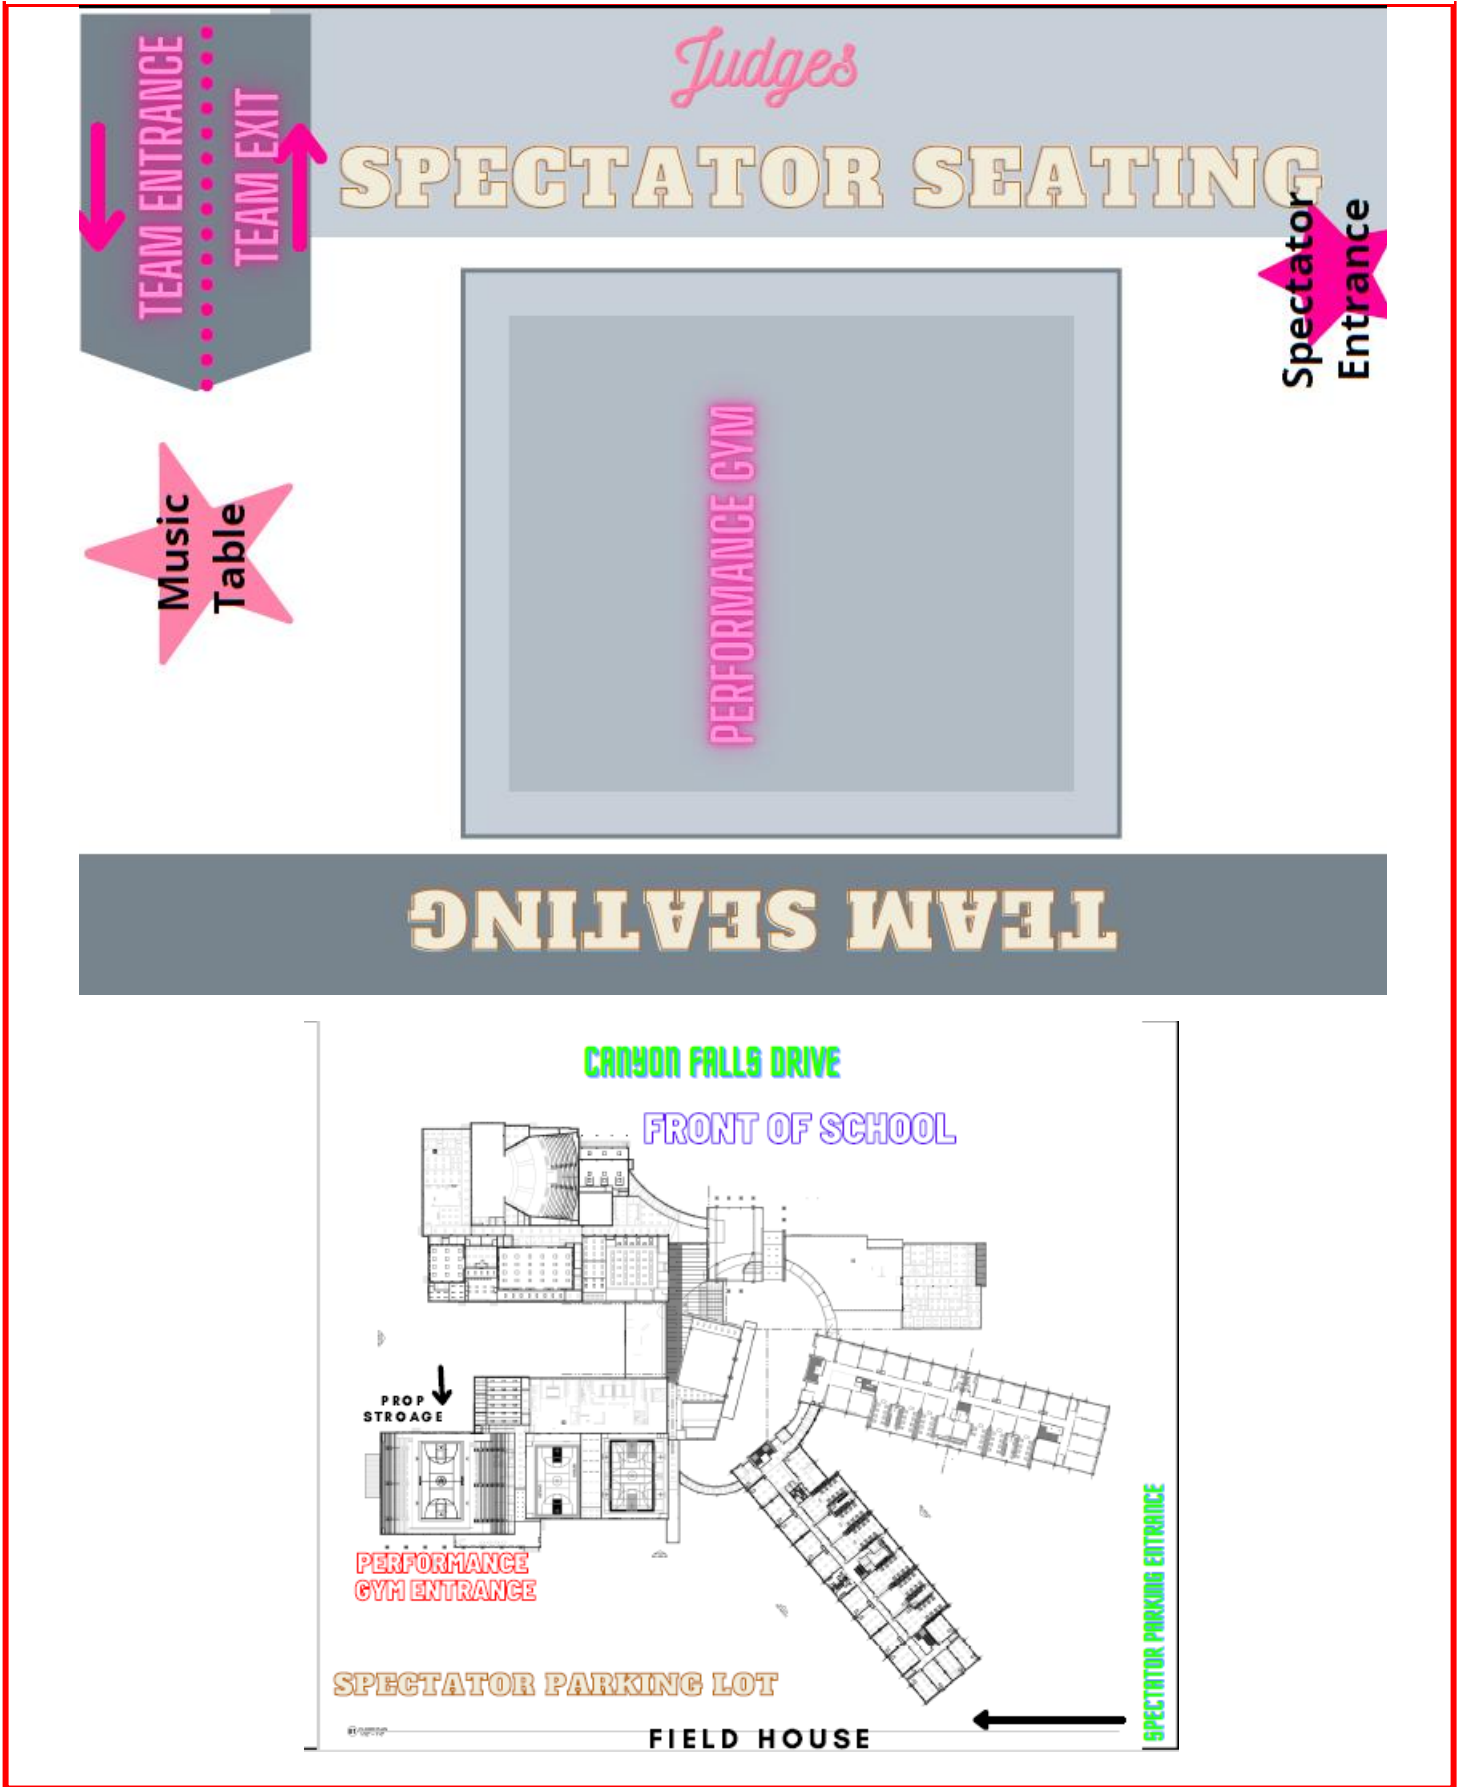 Judges
SPECTATOR SEATING
TEAM ENTRANCE
TEAM EXIT
Spectator
Entrance
Music
Table
PERFORMANCE GYM
TEAM SEATING
CANYON FALLS DRIVE
FRONT OF SCHOOL
PROP
STROAGE
PERFORMANCE
GYM ENTRANCE
SPECTATOR PARKING ENTRANCE
SPECTATOR PARKING LOT
FIELD HOUSE